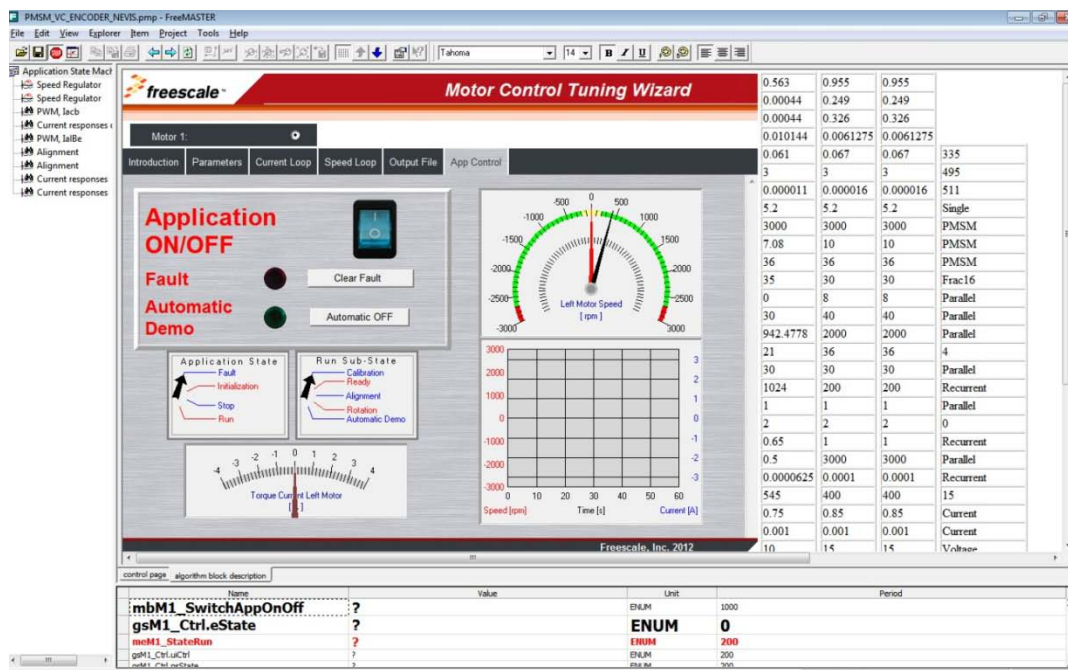 PMSM_VC_ENCODER_NEVIS.pmp - FreeMASTER
File Edit View Explorer Item Project Tools Help
Tahoma 14 B I U
Application State Mach
Speed Regulator
Speed Regulator
PWM, Iacb
Current responses
PWM, IalBe
Alignment
Alignment
Current responses
Current responses
freescale
Motor Control Tuning Wizard
Motor 1:
Introduction Parameters Current Loop Speed Loop Output File App Control
Application
ON/OFF
Fault
Clear Fault
Automatic
Demo
Automatic OFF
-3000 -2500 -2000 -1500 -1000 -500 0 500 1000 1500 2000 2500 3000
Left Motor Speed
[ rpm ]
Application State
Fault
Initialization
Stop
Run
Run Sub-State
Calibration
Ready
Alignment
Rotation
Automatic Demo
-4 -3 -2 -1 0 1 2 3 4
Torque Current Left Motor
3000 3
2000 2
1000 1
0 0
-1000 -1
-2000 -2
-3000 -3
0 10 20 30 40 50 60
Speed [rpm] Time [s] Current [A]
Freescale, Inc. 2012
0.563 0.955 0.955
0.00044 0.249 0.249
0.00044 0.326 0.326
0.010144 0.0061275 0.0061275
0.061 0.067 0.067 335
3 3 3 495
0.000011 0.000016 0.000016 511
5.2 5.2 5.2 Single
3000 3000 3000 PMSM
7.08 10 10 PMSM
36 36 36 PMSM
35 30 30 Frac16
0 8 8 Parallel
30 40 40 Parallel
942.4778 2000 2000 Parallel
21 36 36 4
30 30 30 Parallel
1024 200 200 Recurrent
1 1 1 Parallel
2 2 2 0
0.65 1 1 Recurrent
0.5 3000 3000 Parallel
0.0000625 0.0001 0.0001 Recurrent
545 400 400 15
0.75 0.85 0.85 Current
0.001 0.001 0.001 Current
10 15 15 Voltage
control page algorithm block description
Name Value Unit Period
mbM1_SwitchAppOnOff ? ENUM 1000
gsM1_Ctrl.eState ? ENUM 0
meM1_StateRun ? ENUM 200
gsM1_Ctrl.uiCtrl ? ENUM 200
ENUM 200